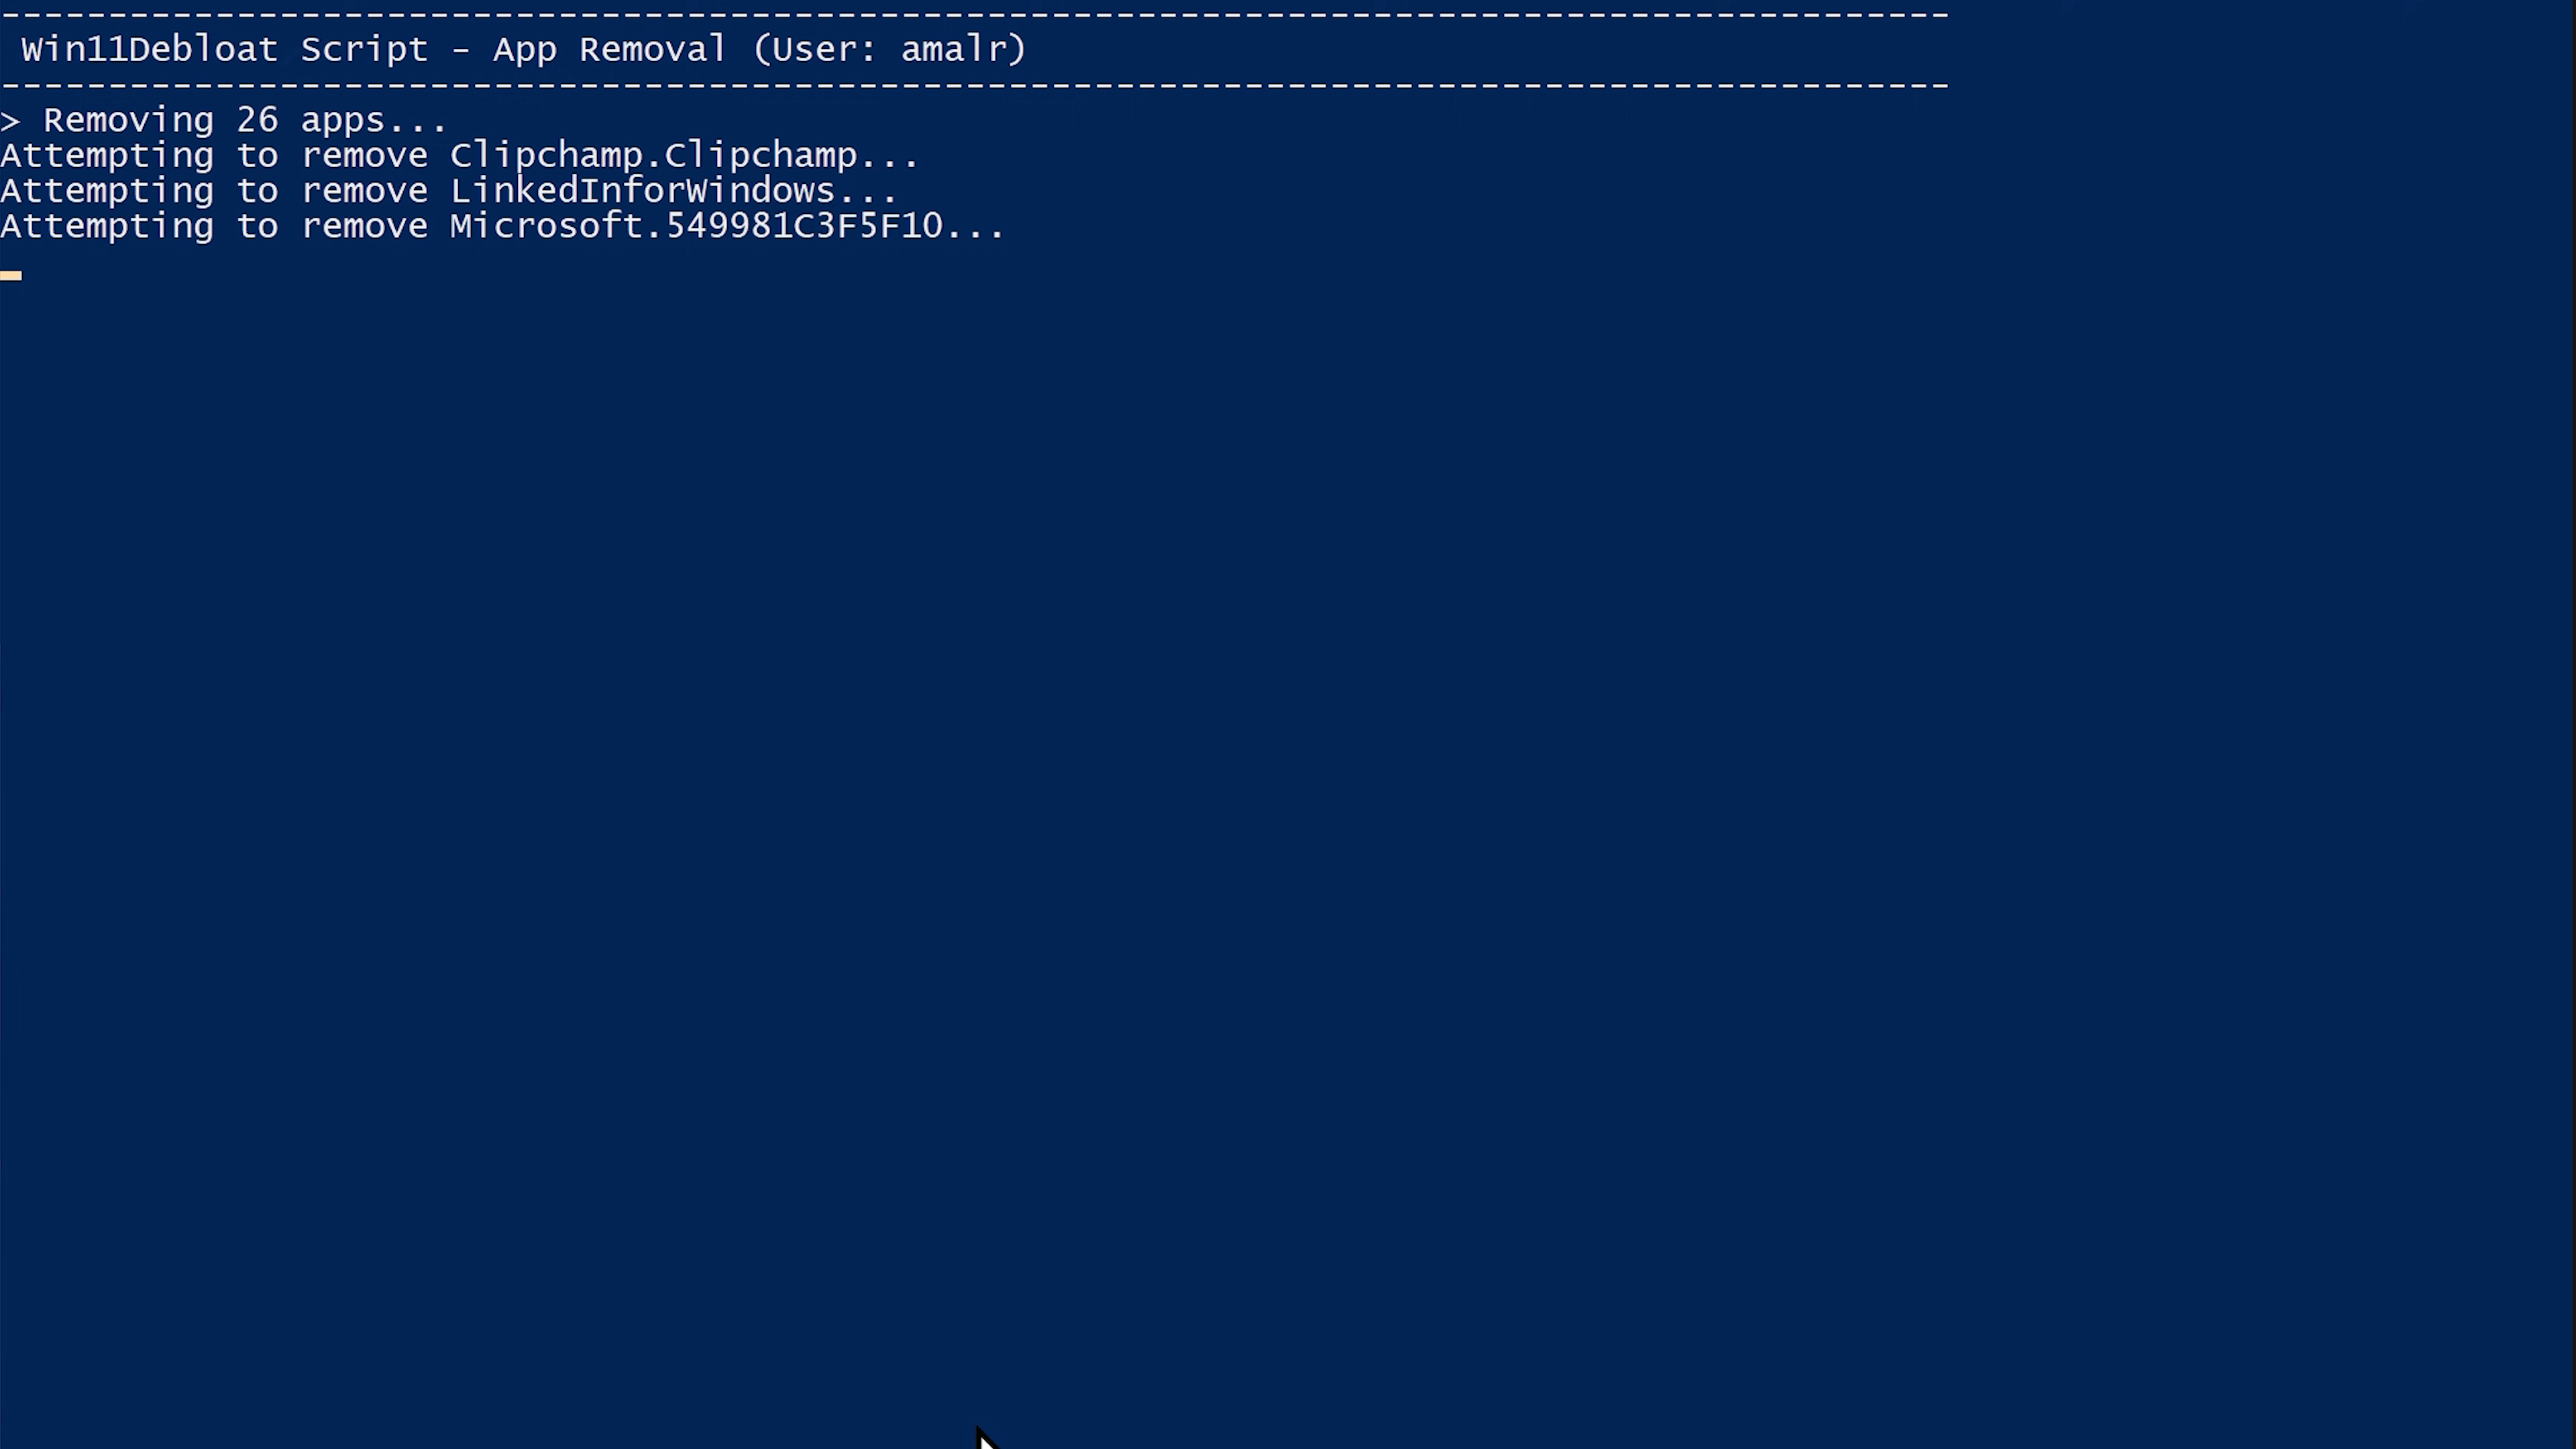 ------------------------------------------------------------------------------------------
Win11Debloat Script - App Removal (User: amalr)
------------------------------------------------------------------------------------------
> Removing 26 apps...
Attempting to remove Clipchamp.Clipchamp...
Attempting to remove LinkedInforWindows...
Attempting to remove Microsoft.549981C3F5F10...